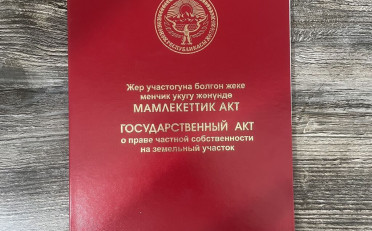 Жер участогуна болгон жеке
менчик укугу жөнүндө
МАМЛЕКЕТТИК АКТ
ГОСУДАРСТВЕННЫЙ АКТ
о праве частной собственности
на земельный участок